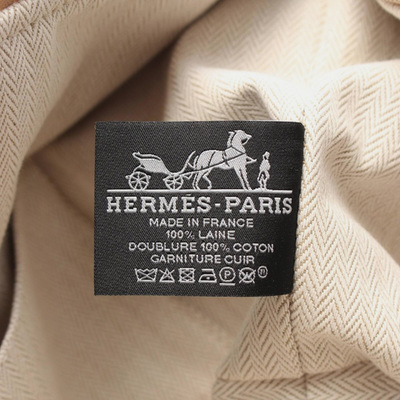 HERMÈS-PARIS
MADE IN FRANCE
100% LAINE
DOUBLURE 100% COTON
GARNITURE CUIR